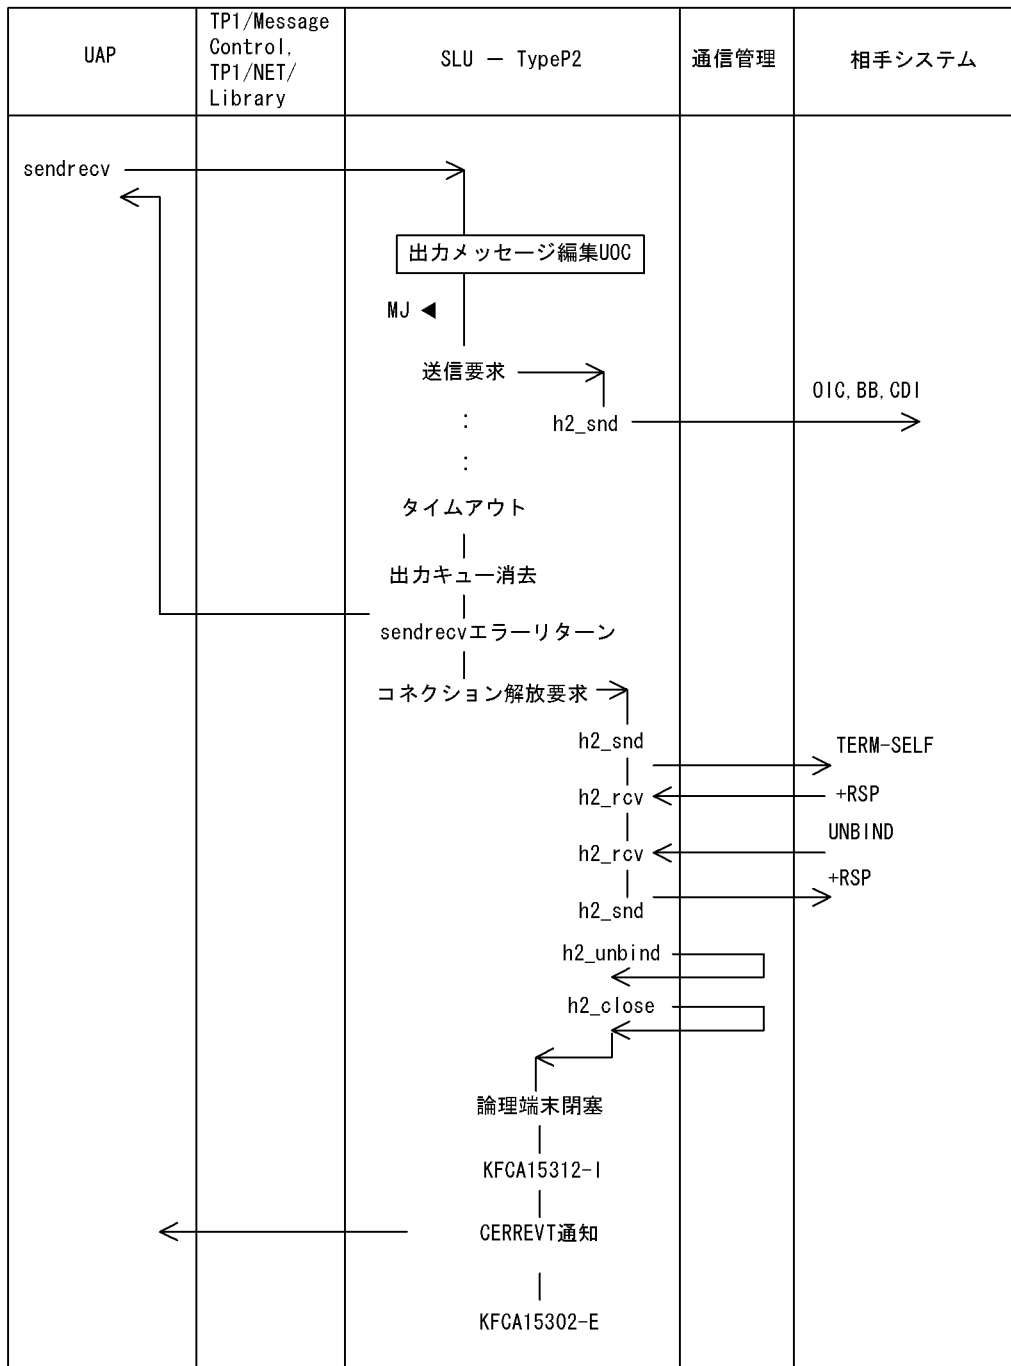 UAP
TP1/Message
Control,
TP1/NET/
Library
SLU － TypeP2
通信管理
相手システム
sendrecv
出力メッセージ編集UOC
MJ ◀
送信要求
OIC,BB,CDI
:
h2_snd
:
タイムアウト
出力キュー消去
sendrecvエラーリターン
コネクション解放要求
h2_snd
TERM-SELF
h2_rcv
+RSP
UNBIND
h2_rcv
+RSP
h2_snd
h2_unbind
h2_close
論理端末閉塞
KFCA15312-I
CERREVT通知
KFCA15302-E